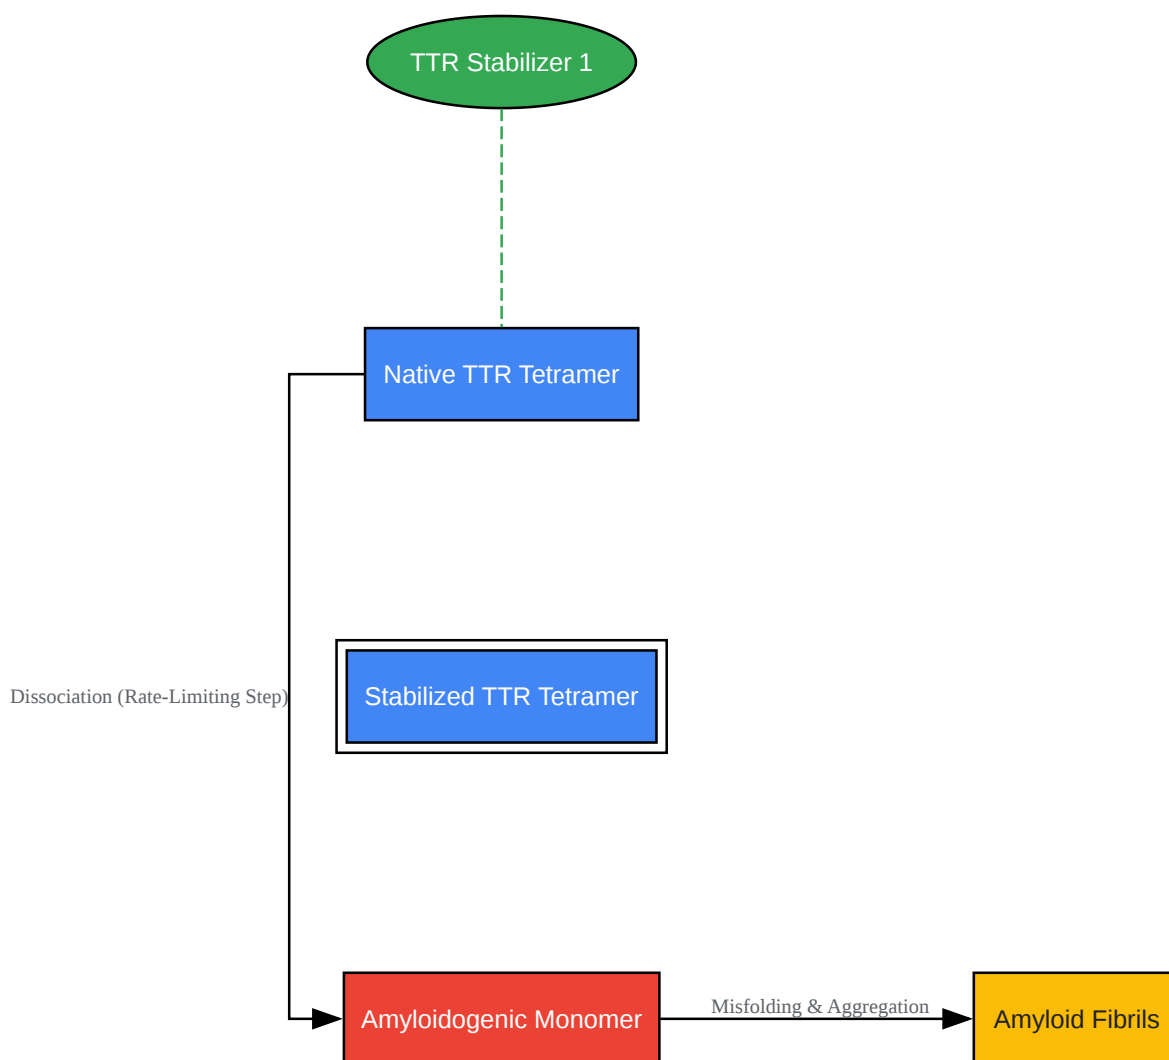 TTR Stabilizer 1
Native TTR Tetramer
Dissociation (Rate-Limiting Step)
Stabilized TTR Tetramer
Amyloidogenic Monomer
Misfolding & Aggregation
Amyloid Fibrils